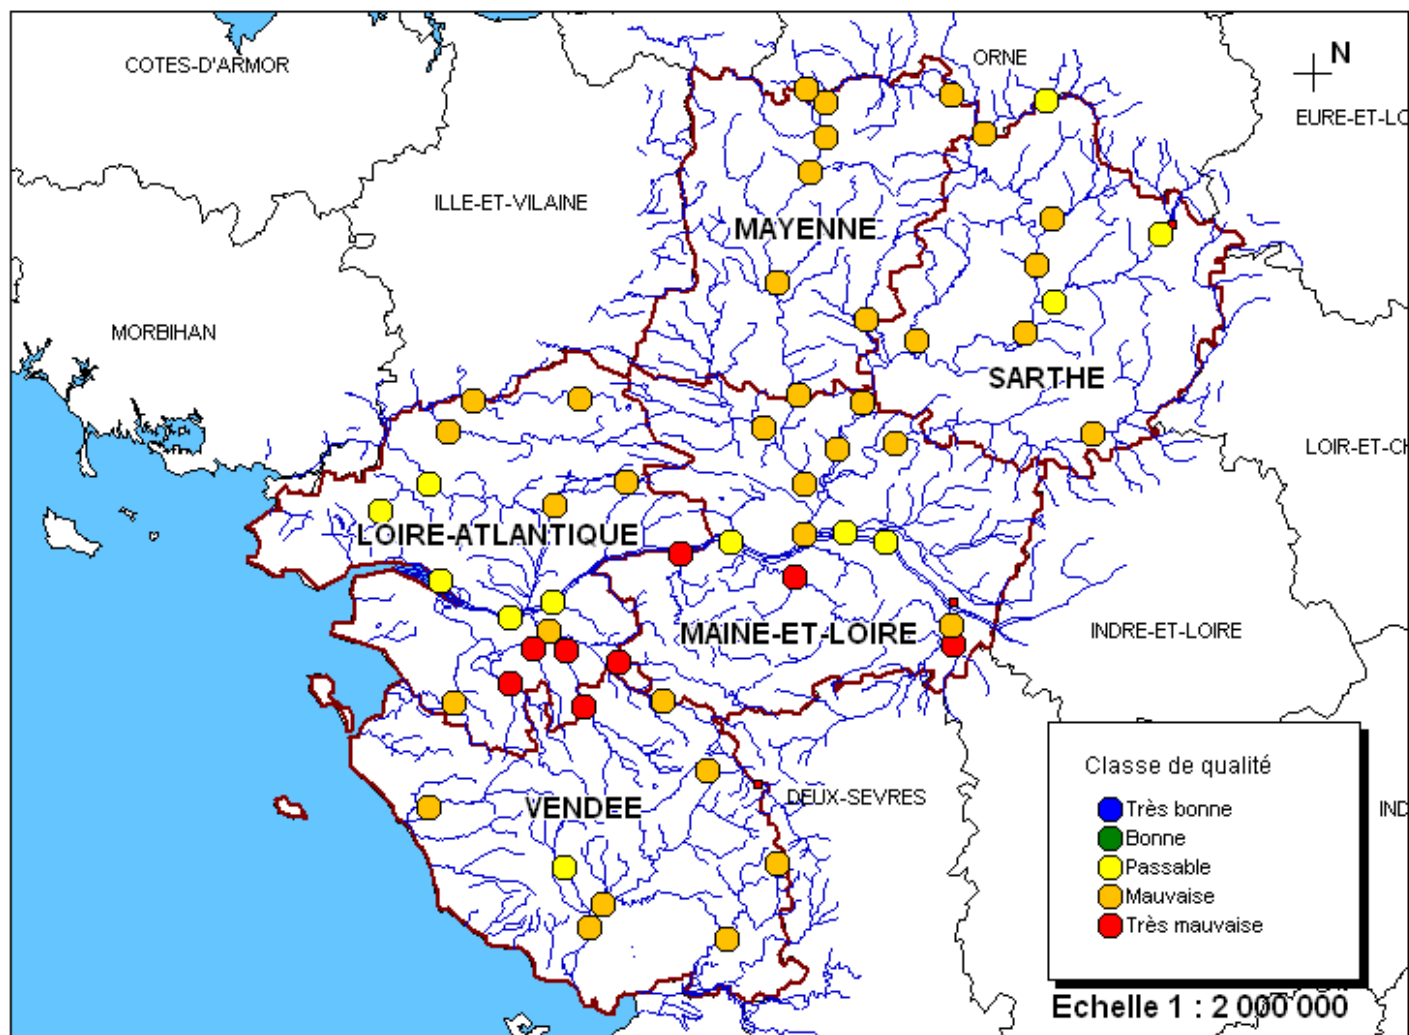 ORNE
N
COTES-D'ARMOR
EURE-ET-LO
ILLE-ET-VILAINE
MAYENNE
MORBIHAN
SARTHE
LOIR-ET-CH
LOIRE-ATLANTIQUE
MAINE-ET-LOIRE
INDRE-ET-LOIRE
DEUX-SEVRES
VENDEE
IND
Classe de qualité
Très bonne
Bonne
Passable
Mauvaise
Très mauvaise
Echelle 1 : 2 000 000